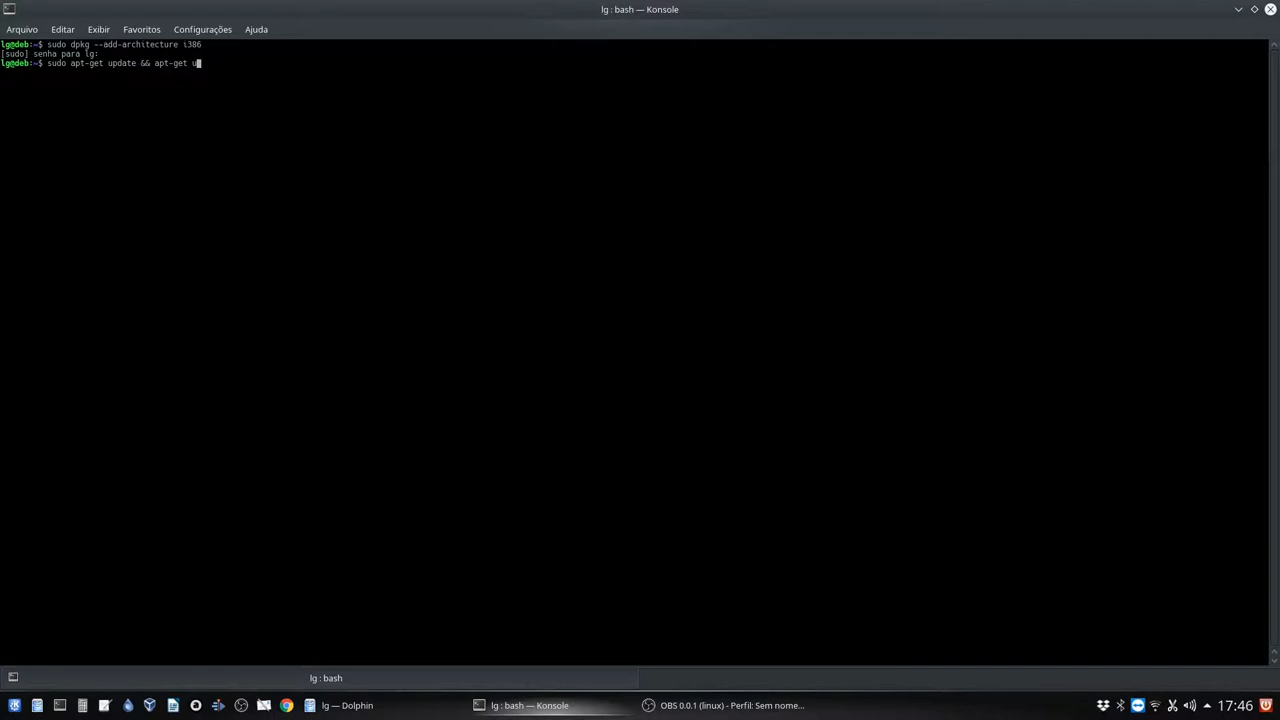 lg : bash — Konsole
Arquivo Editar Exibir Favoritos Configurações Ajuda
lg@deb:~$ sudo dpkg --add-architecture i386
[sudo] senha para lg:
lg@deb:~$ sudo apt-get update && apt-get u
lg : bash
lg — Dolphin
lg : bash — Konsole
OBS 0.0.1 (linux) - Perfil: Sem nome...
17:46